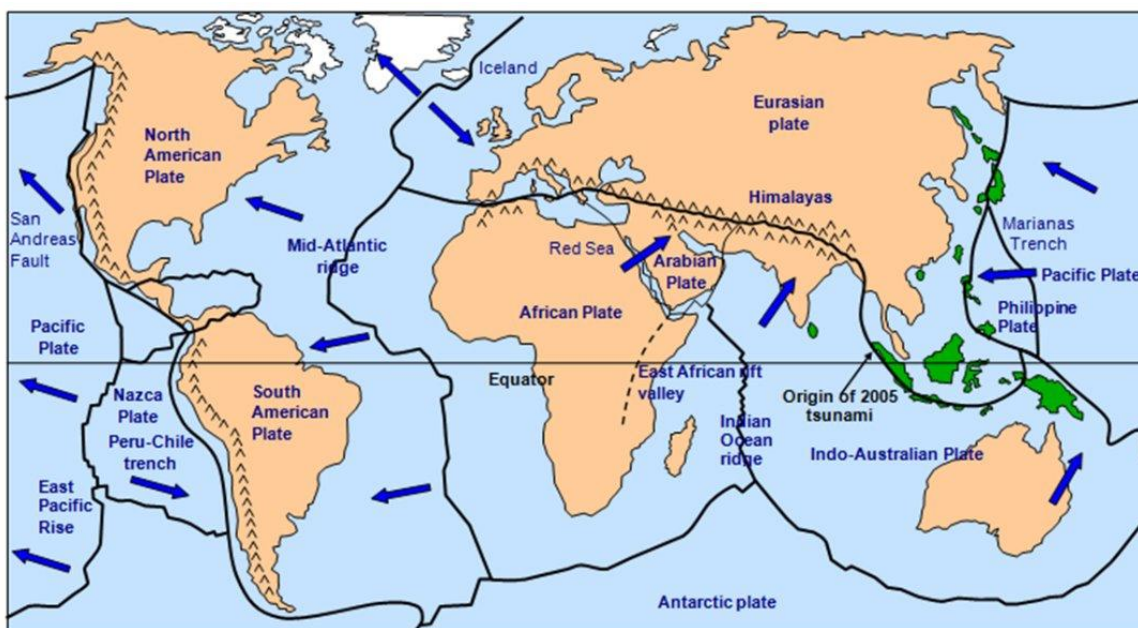 Iceland
Eurasian
plate
North
American
Plate
Himalayas
San
Andreas
Fault
Mid-Atlantic
ridge
Red Sea
Arabian
Plate
Marianas
Trench
Pacific Plate
African Plate
Philippine
Plate
Pacific
Plate
Equator
East African rift
valley
Nazca
Plate
South
American
Plate
Origin of 2005
tsunami
Peru-Chile
trench
Indian
Ocean
ridge
Indo-Australian Plate
East
Pacific
Rise
Antarctic plate